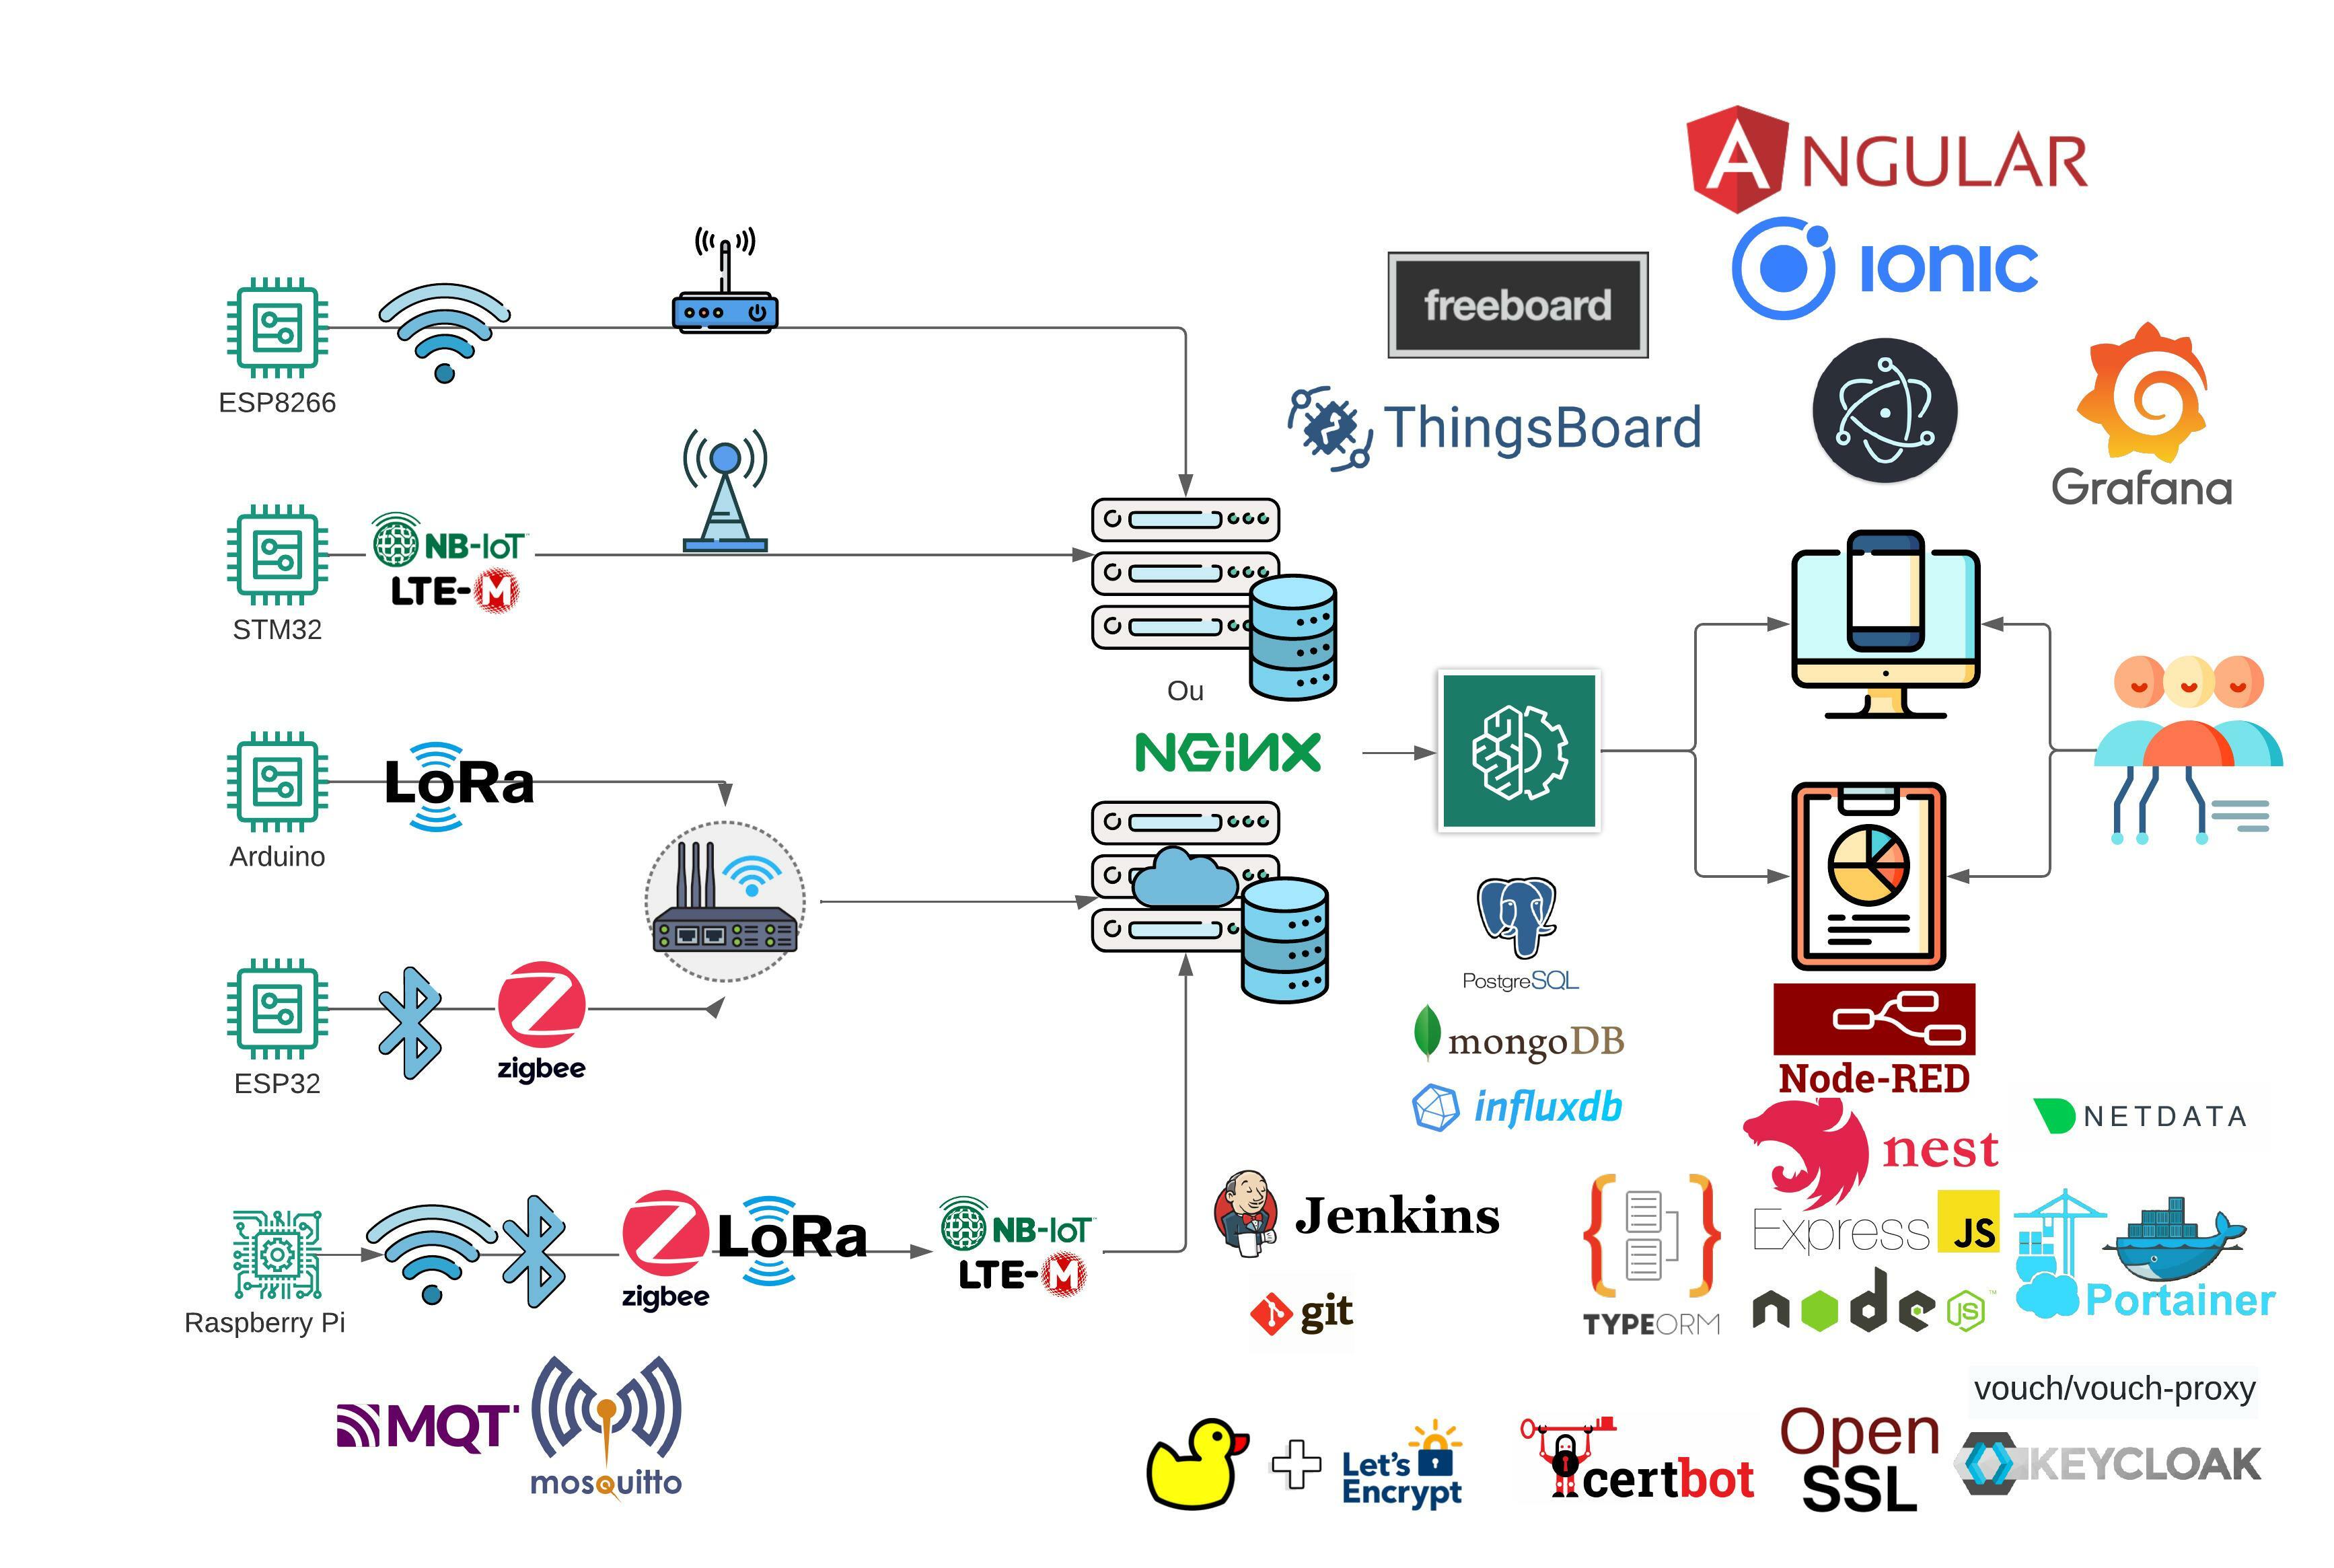 ANGULAR
ionic
freeboard
ThingsBoard
Grafana
ESP8266
NB-IoT
LTE-M
STM32
Ou
NGiNX
LoRa
Arduino
zigbee
ESP32
PostgreSQL
mongoDB
influxdb
Node-RED
nest
NETDATA
Express
JS
node
JS
Portainer
TYPEORM
Jenkins
git
zigbee
LoRa
NB-IoT
LTE-M
Raspberry Pi
MQT
mosquitto
Let's
Encrypt
certbot
Open
SSL
vouch/vouch-proxy
KEYCLOAK